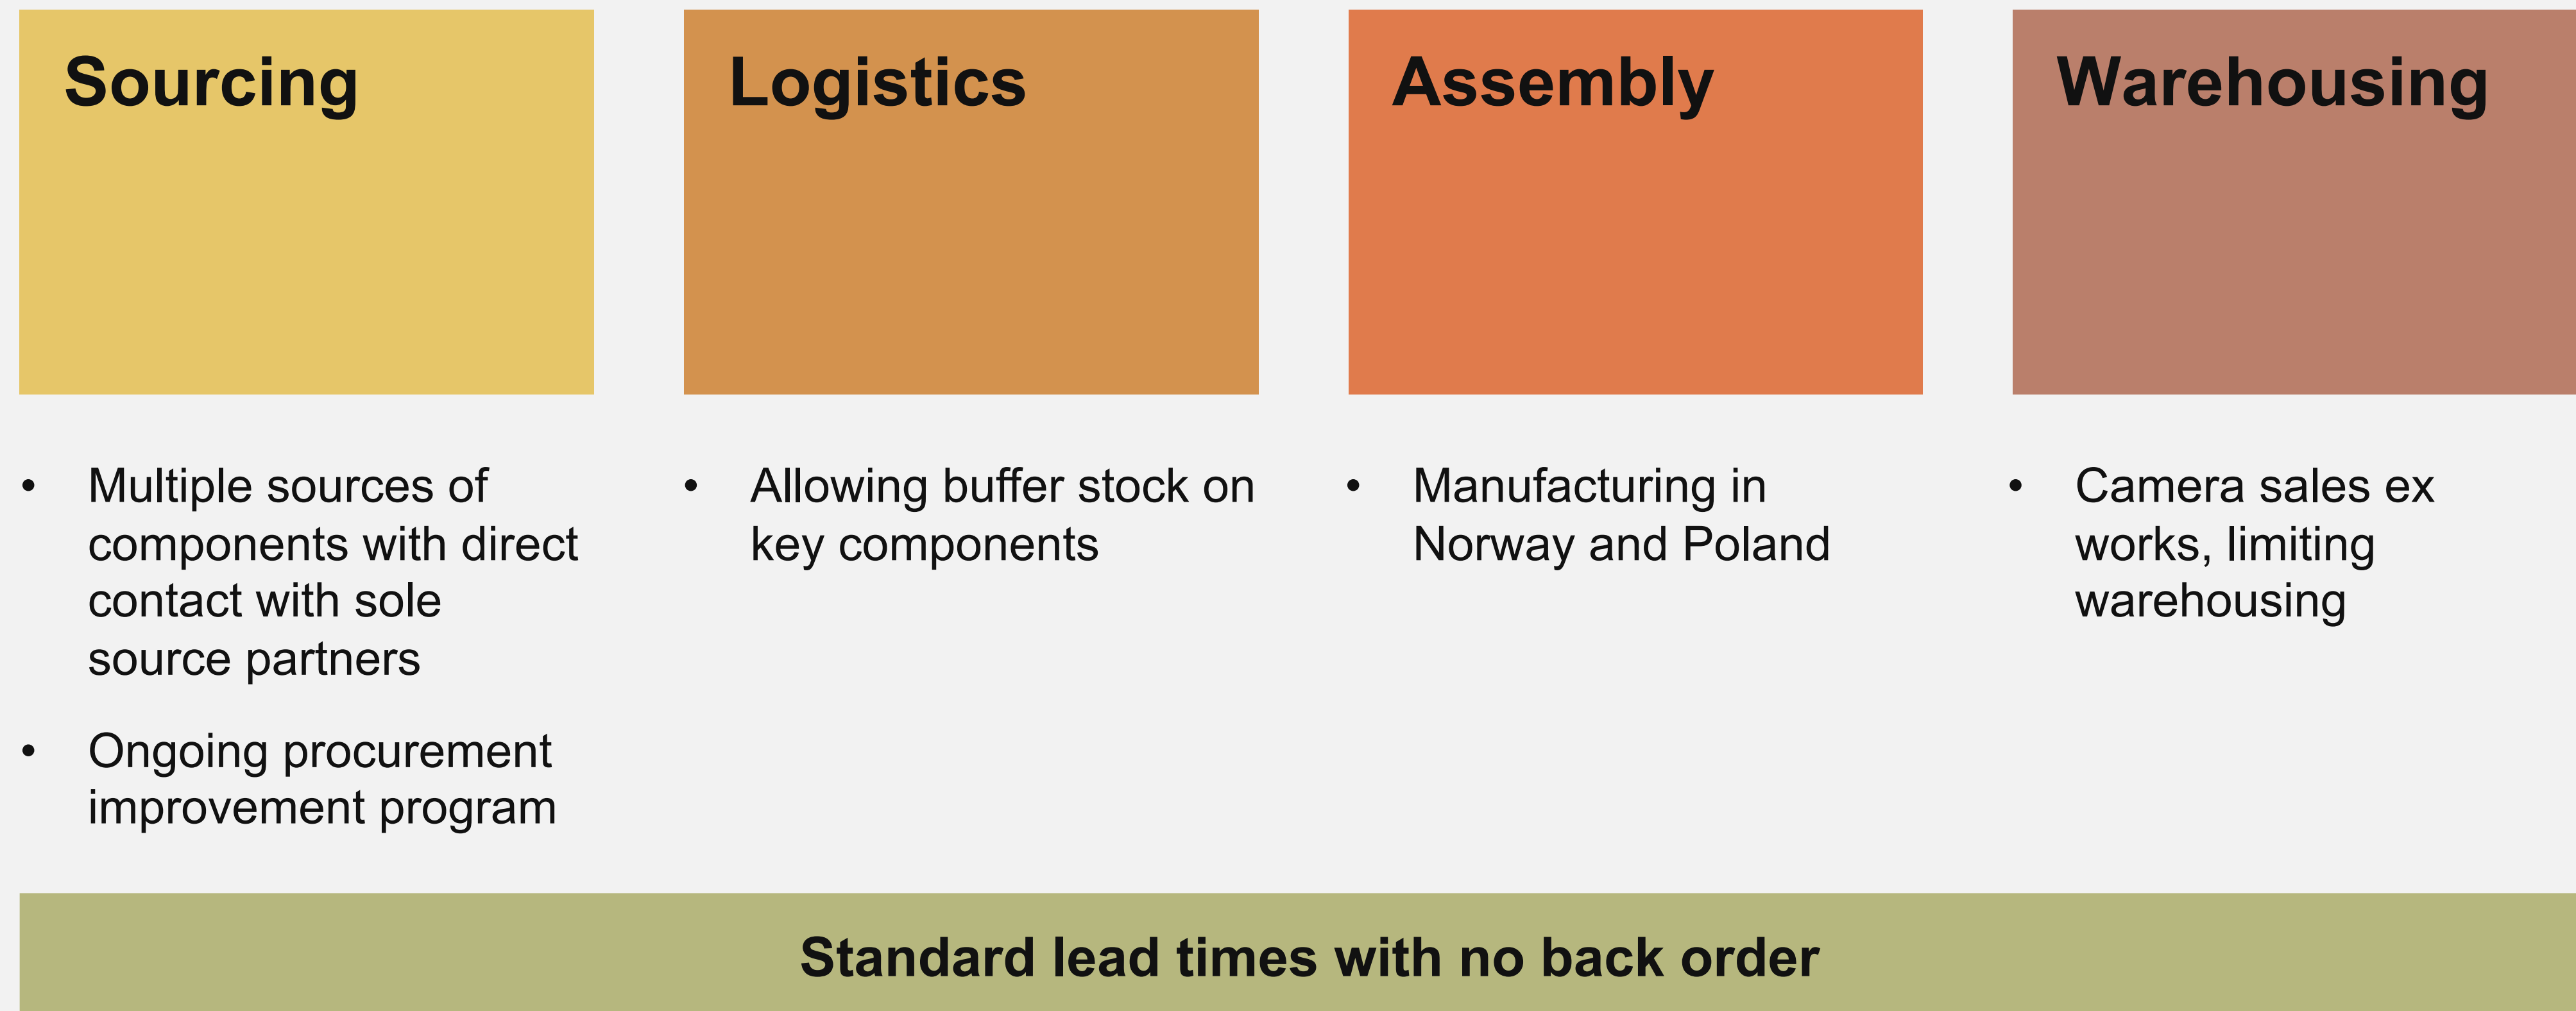 Sourcing
Logistics
Assembly
Warehousing
• Multiple sources of
components with direct
contact with sole
source partners
• Ongoing procurement
improvement program
• Allowing buffer stock on
key components
• Manufacturing in
Norway and Poland
• Camera sales ex
works, limiting
warehousing
Standard lead times with no back order